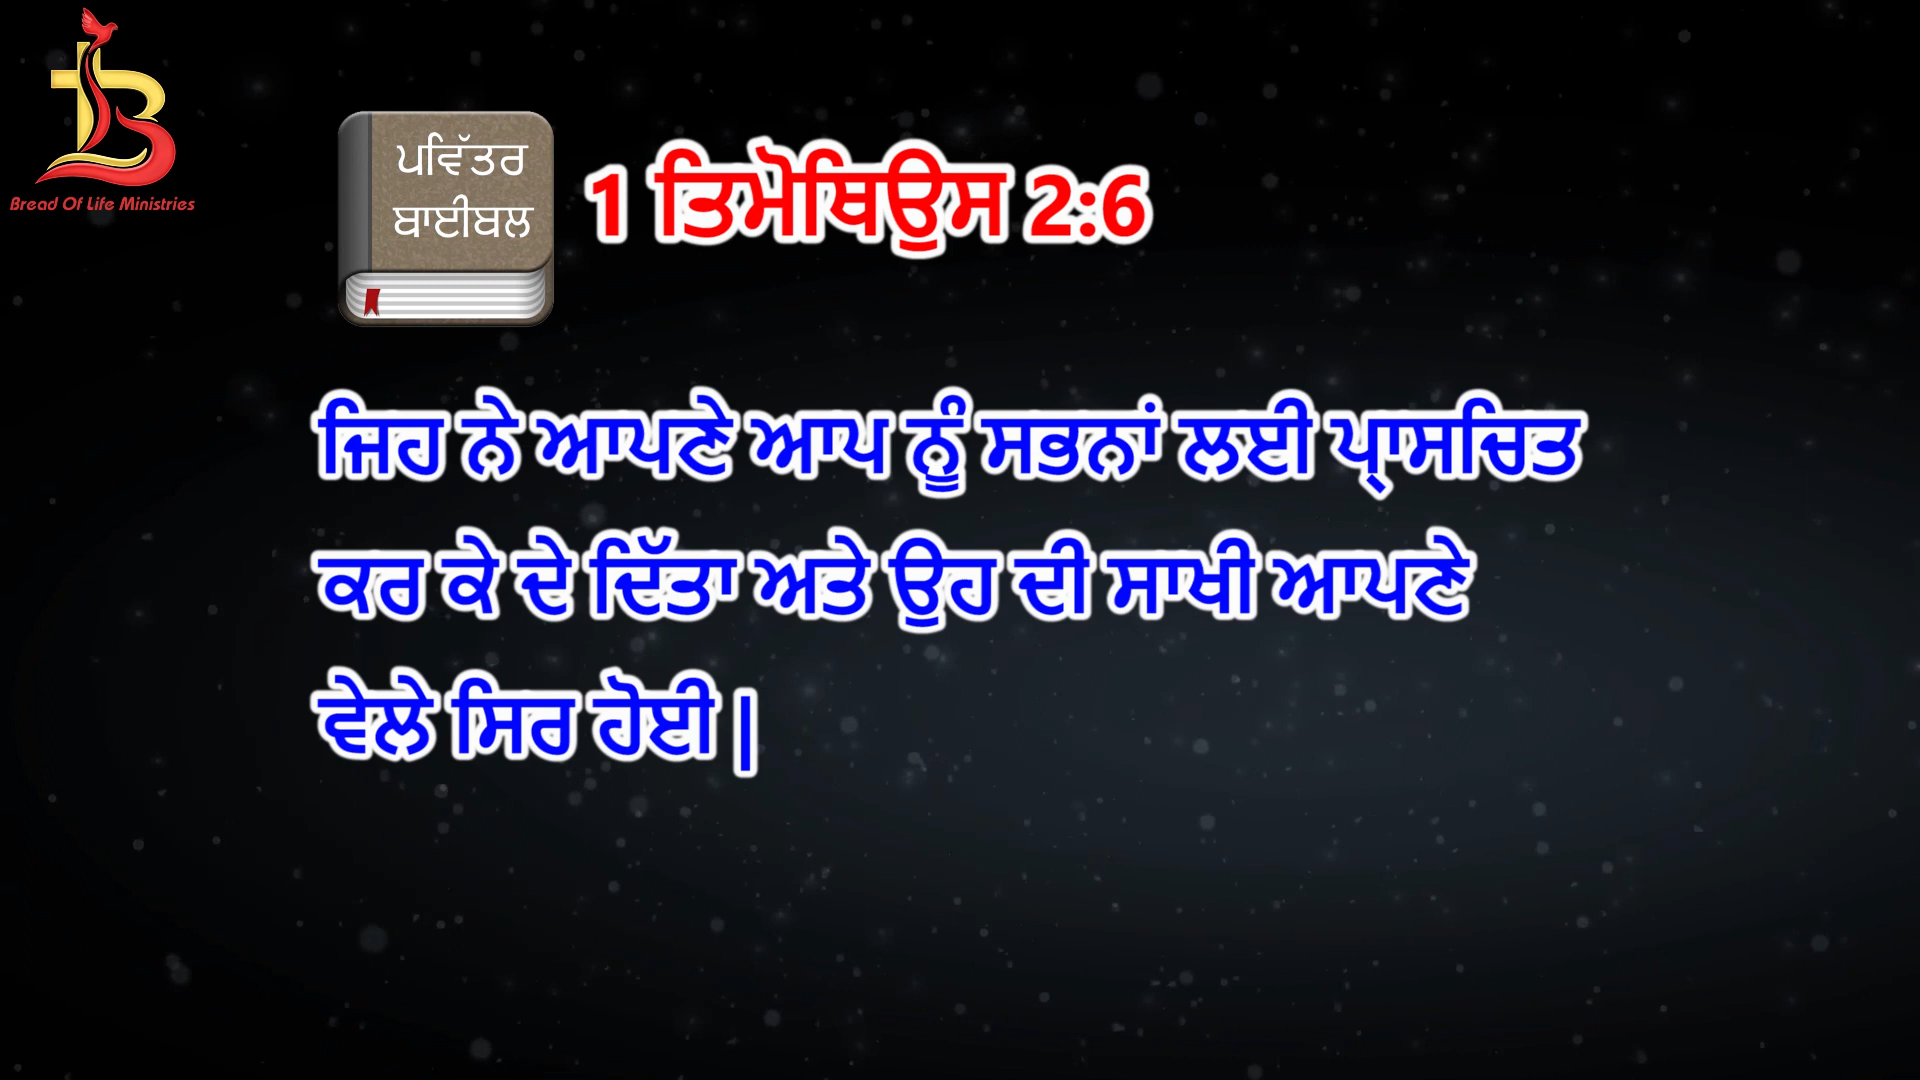 Bread Of Life Ministries
ਪਵਿੱਤਰ
ਬਾਈਬਲ
1 ਤਿਮੋਥਿਉਸ 2:6
ਜਿਹ ਨੇ ਆਪਣੇ ਆਪ ਨੂੰ ਸਭਨਾਂ ਲਈ ਪ੍ਰਾਸਚਿਤ
ਕਰ ਕੇ ਦੇ ਦਿੱਤਾ ਅਤੇ ਉਹ ਦੀ ਸਾਖੀ ਆਪਣੇ
ਵੇਲੇ ਸਿਰ ਹੋਈ |